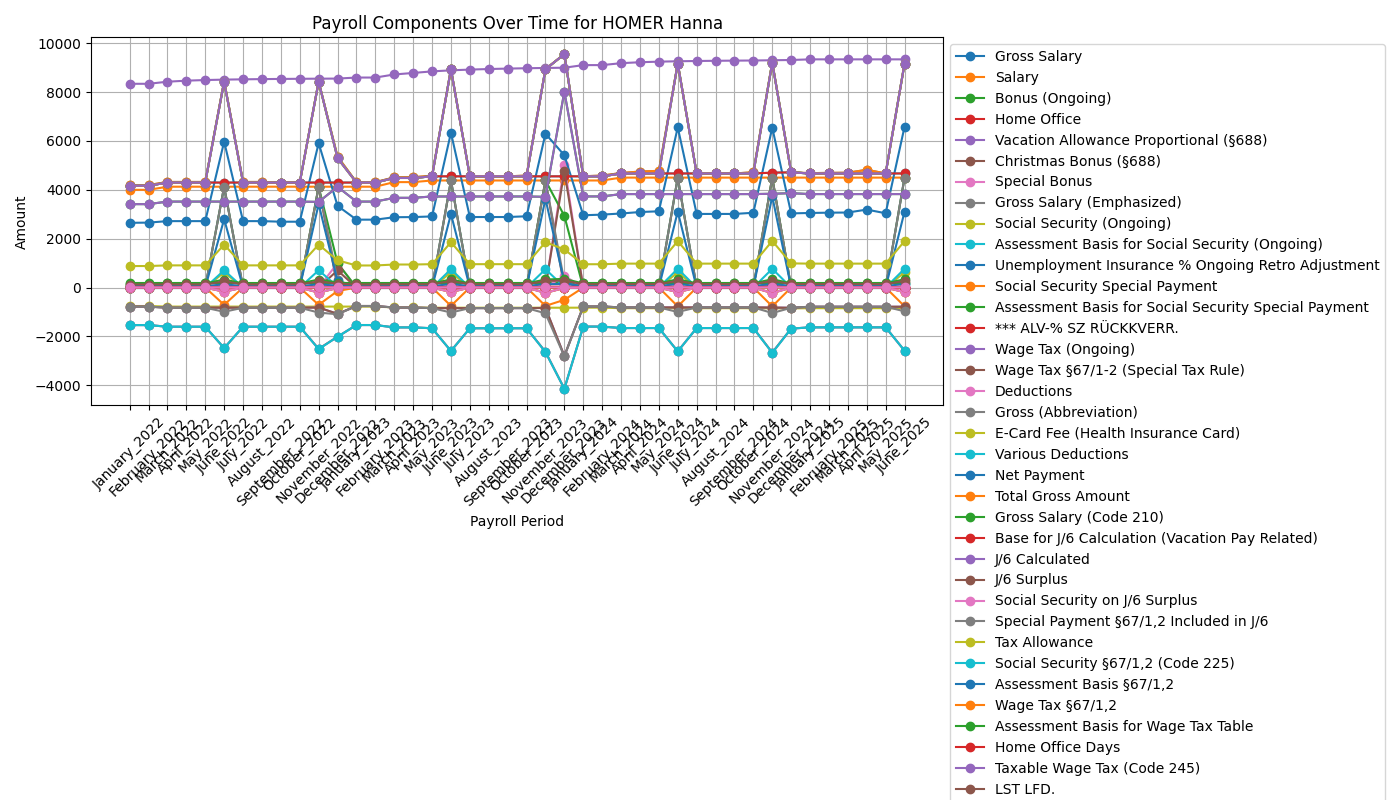 Payroll Components Over Time for HOMER Hanna
10000
8000
6000
4000
2000
0
−2000
−4000
Amount
January_2022
February_2022
March_2022
April_2022
May_2022
June_2022
July_2022
August_2022
September_2022
October_2022
November_2022
December_2022
January_2023
February_2023
March_2023
April_2023
May_2023
June_2023
July_2023
August_2023
September_2023
October_2023
November_2023
December_2023
January_2024
February_2024
March_2024
April_2024
May_2024
June_2024
July_2024
August_2024
September_2024
October_2024
November_2024
December_2024
January_2025
February_2025
March_2025
April_2025
May_2025
June_2025
Payroll Period
Gross Salary
Salary
Bonus (Ongoing)
Home Office
Vacation Allowance Proportional (§688)
Christmas Bonus (§688)
Special Bonus
Gross Salary (Emphasized)
Social Security (Ongoing)
Assessment Basis for Social Security (Ongoing)
Unemployment Insurance % Ongoing Retro Adjustment
Social Security Special Payment
Assessment Basis for Social Security Special Payment
*** ALV-% SZ RÜCKKVERR.
Wage Tax (Ongoing)
Wage Tax §67/1-2 (Special Tax Rule)
Deductions
Gross (Abbreviation)
E-Card Fee (Health Insurance Card)
Various Deductions
Net Payment
Total Gross Amount
Gross Salary (Code 210)
Base for J/6 Calculation (Vacation Pay Related)
J/6 Calculated
J/6 Surplus
Social Security on J/6 Surplus
Special Payment §67/1,2 Included in J/6
Tax Allowance
Social Security §67/1,2 (Code 225)
Assessment Basis §67/1,2
Wage Tax §67/1,2
Assessment Basis for Wage Tax Table
Home Office Days
Taxable Wage Tax (Code 245)
LST LFD.